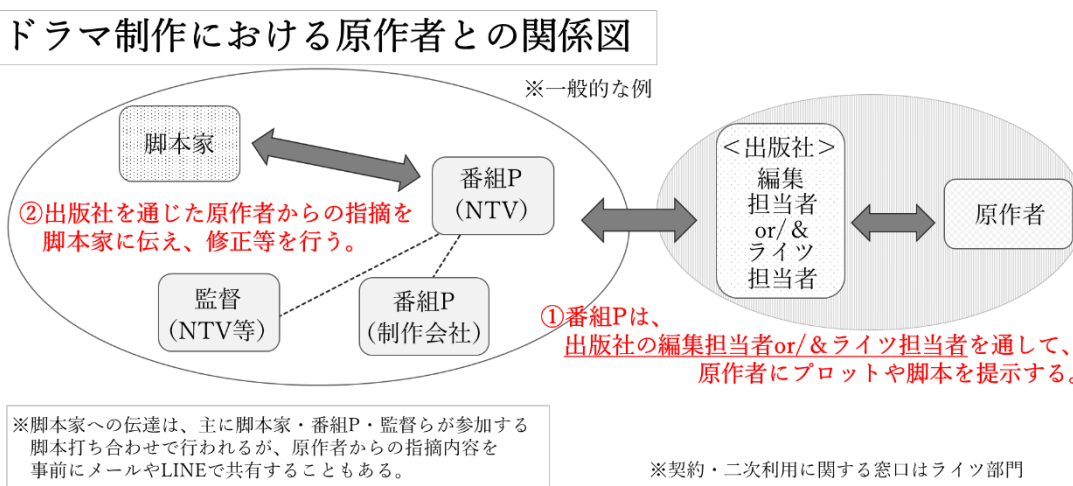 ドラマ制作における原作者との関係図
※一般的な例
脚本家
番組P
(NTV)
②出版社を通じた原作者からの指摘を
脚本家に伝え、修正等を行う。
監督
(NTV等)
番組P
(制作会社)
＜出版社＞
編集
担当者
or/&
ライツ
担当者
原作者
①番組Pは、
出版社の編集担当者or/&ライツ担当者を通して、
原作者にプロットや脚本を提示する。
※脚本家への伝達は、主に脚本家・番組P・監督らが参加する
脚本打ち合わせで行われるが、原作者からの指摘内容を
事前にメールやLINEで共有することもある。
※契約・二次利用に関する窓口はライツ部門